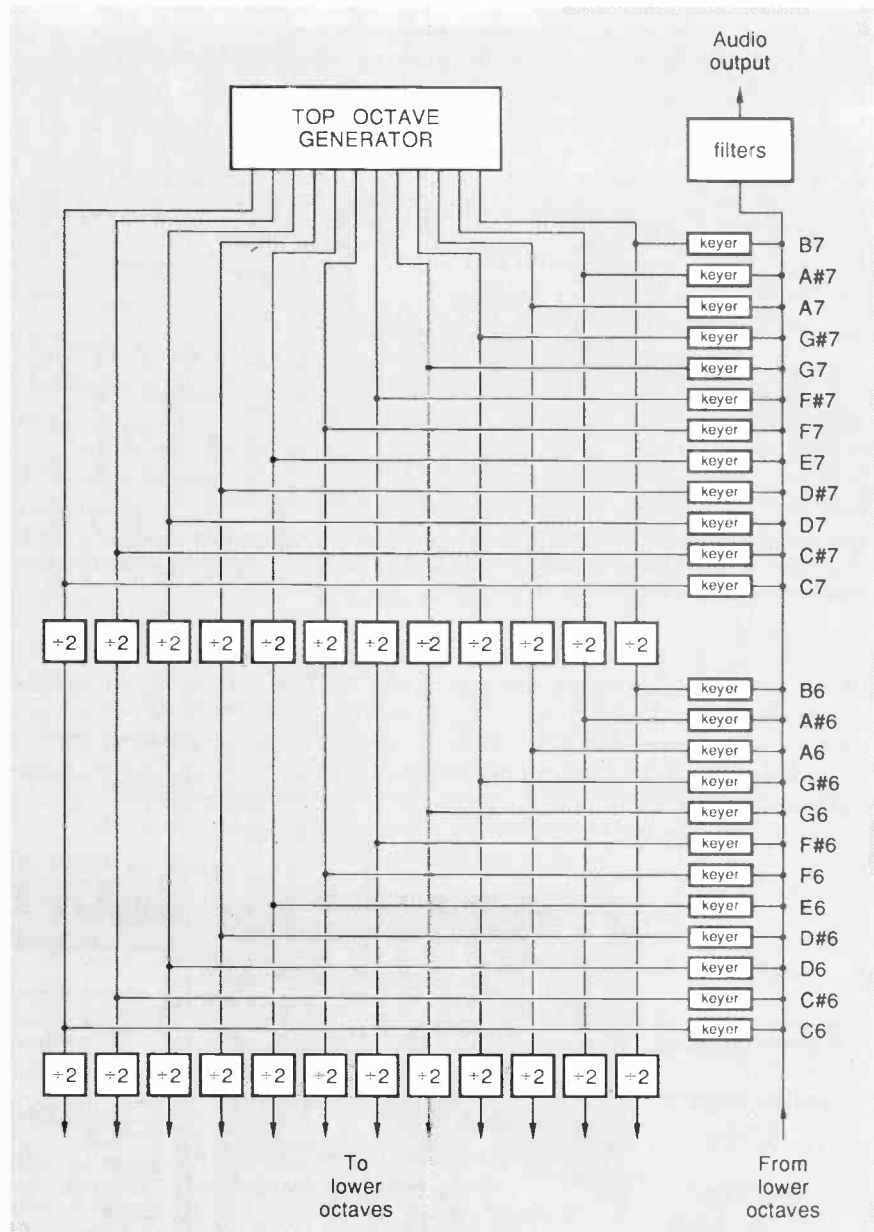 Audio
output
TOP OCTAVE
GENERATOR
filters
keyer B7
keyer A#7
keyer A7
keyer G#7
keyer G7
keyer F#7
keyer F7
keyer E7
keyer D#7
keyer D7
keyer C#7
keyer C7
÷2 ÷2 ÷2 ÷2 ÷2 ÷2 ÷2 ÷2 ÷2 ÷2 ÷2 ÷2
keyer B6
keyer A#6
keyer A6
keyer G#6
keyer G6
keyer F#6
keyer F6
keyer E6
keyer D#6
keyer D6
keyer C#6
keyer C6
÷2 ÷2 ÷2 ÷2 ÷2 ÷2 ÷2 ÷2 ÷2 ÷2 ÷2 ÷2
To
lower
octaves
From
lower
octaves